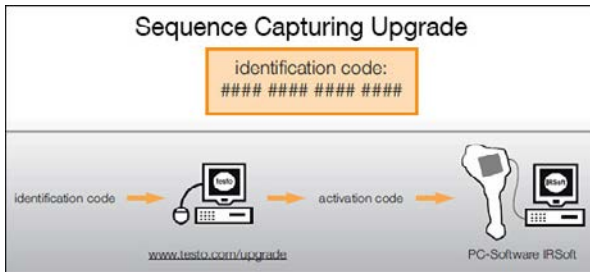 Sequence Capturing Upgrade
identification code:
#### #### #### ####
identification code
testo
activation code
IRSoft
www.testo.com/upgrade
PC-Software IRSoft